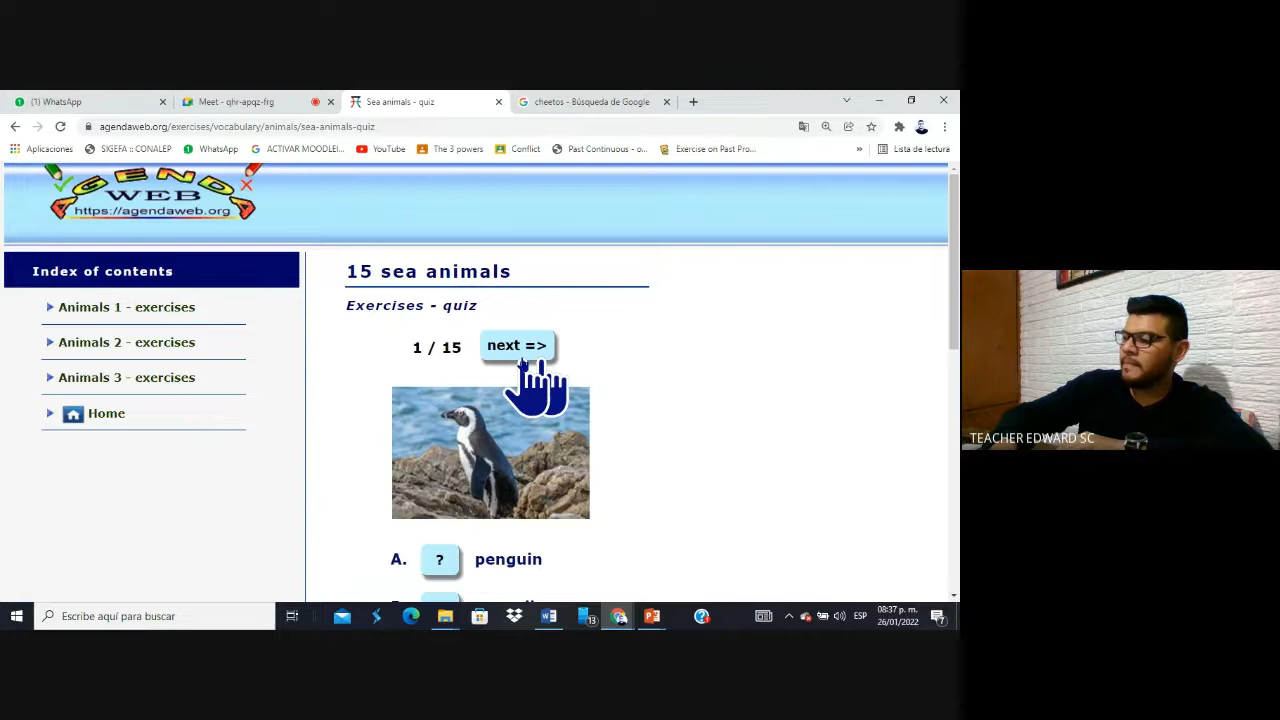 (1) WhatsApp
Meet - qhr-apqz-frg
Sea animals - quiz
cheetos - Búsqueda de Google
agendaweb.org/exercises/vocabulary/animals/sea-animals-quiz
Aplicaciones
SIGEFA :: CONALEP
WhatsApp
ACTIVAR MOODLEI...
YouTube
The 3 powers
Conflict
Past Continuous - o...
Exercise on Past Pro...
»
Lista de lectura
AGENDA
WEB
https://agendaweb.org
Index of contents
Animals 1 - exercises
Animals 2 - exercises
Animals 3 - exercises
Home
15 sea animals
Exercises - quiz
1 / 15
next =>
A. ? penguin
TEACHER EDWARD SC
Escribe aquí para buscar
13
ESP
08:37 p. m.
26/01/2022
7